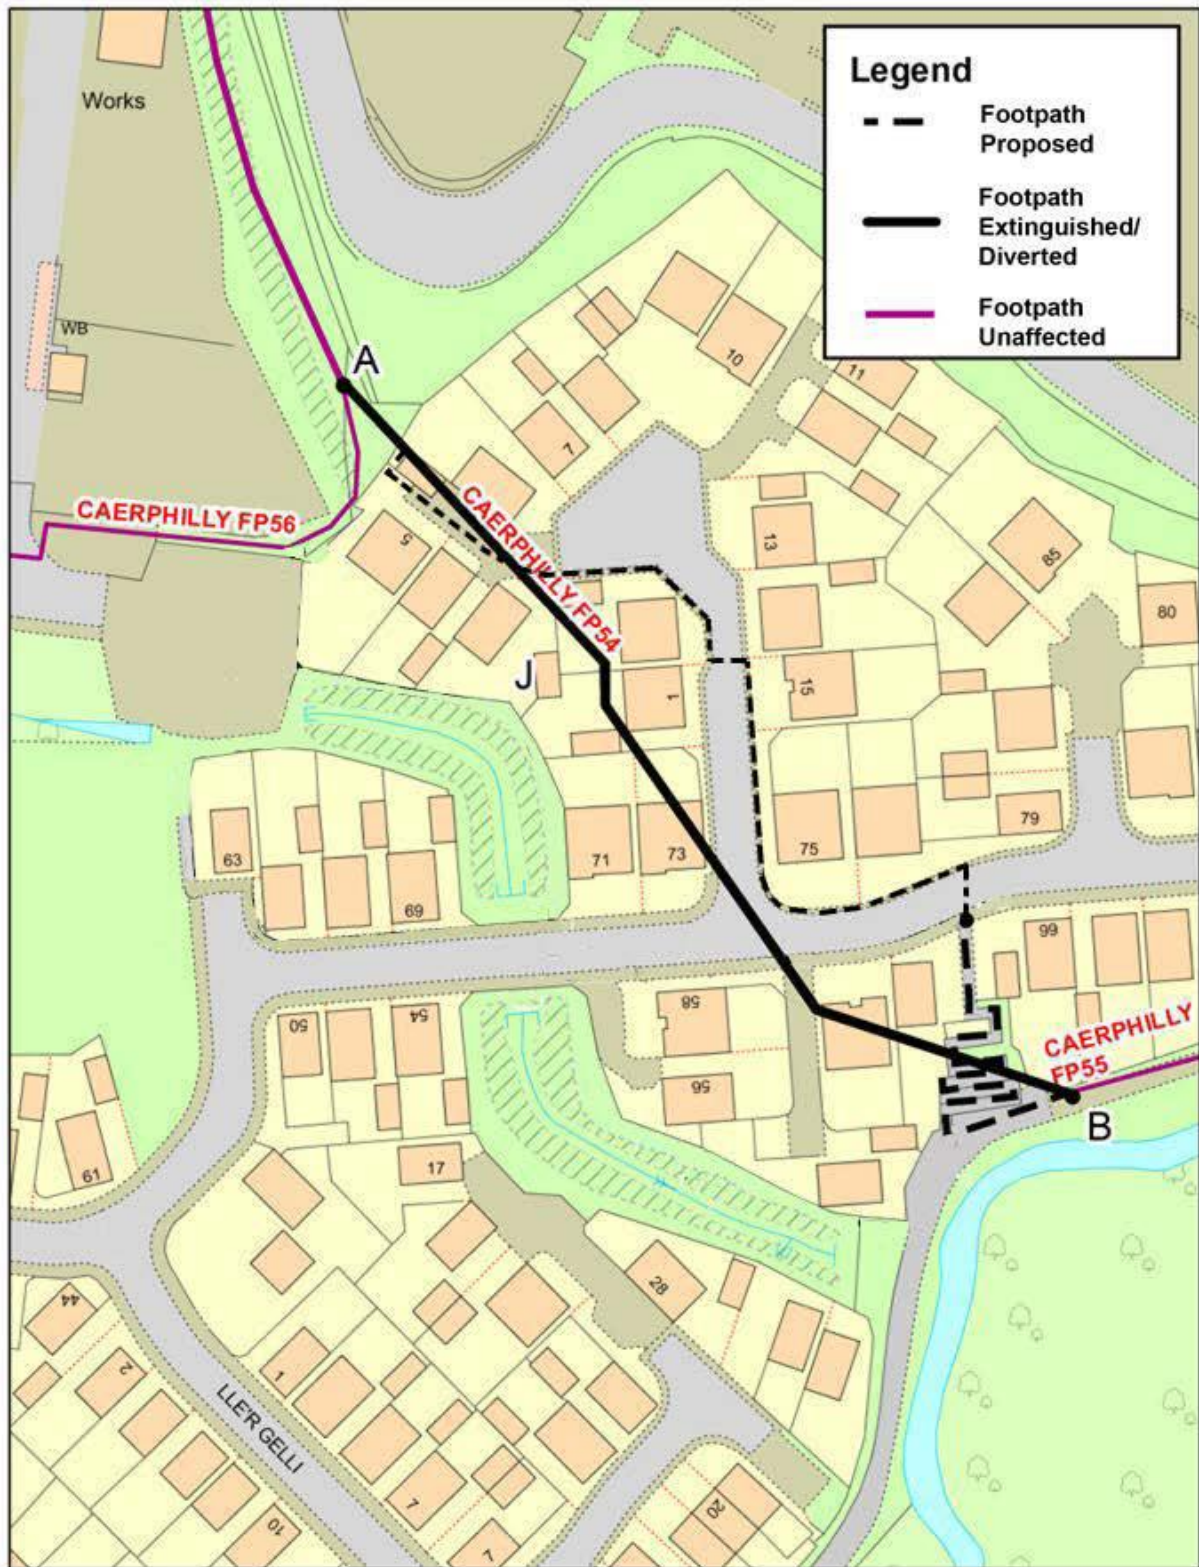 Legend
Footpath
Proposed
Footpath
Extinguished/
Diverted
Footpath
Unaffected
Works
WB
A
10
11
7
CAERPHILLY FP56
5
CAERPHILLY FP54
13
85
80
J
1
15
63
69
71
73
75
79
99
50
54
58
56
CAERPHILLY
FP55
B
61
17
28
44
2
1
LLE'R GELLI
7
10
7
20